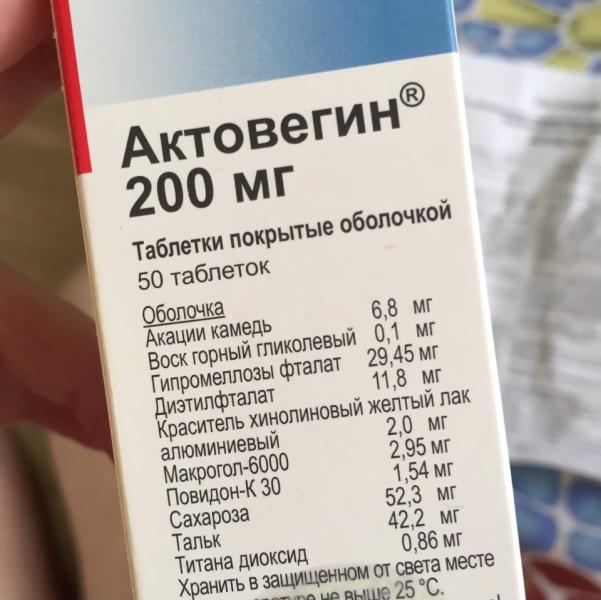 Актовегин®
200 мг
Таблетки покрытые оболочкой
50 таблеток
Оболочка
Акации камедь 6,8 мг
Воск горный гликолевый 0,1 мг
Гипромеллозы фталат 29,45 мг
Диэтилфталат 11,8 мг
Краситель хинолиновый желтый лак
алюминиевый 2,0 мг
Макрогол-6000 2,95 мг
Повидон-К 30 1,54 мг
Сахароза 52,3 мг
Тальк 42,2 мг
Титана диоксид 0,86 мг
Хранить в защищенном от света месте
не выше 25 °С.